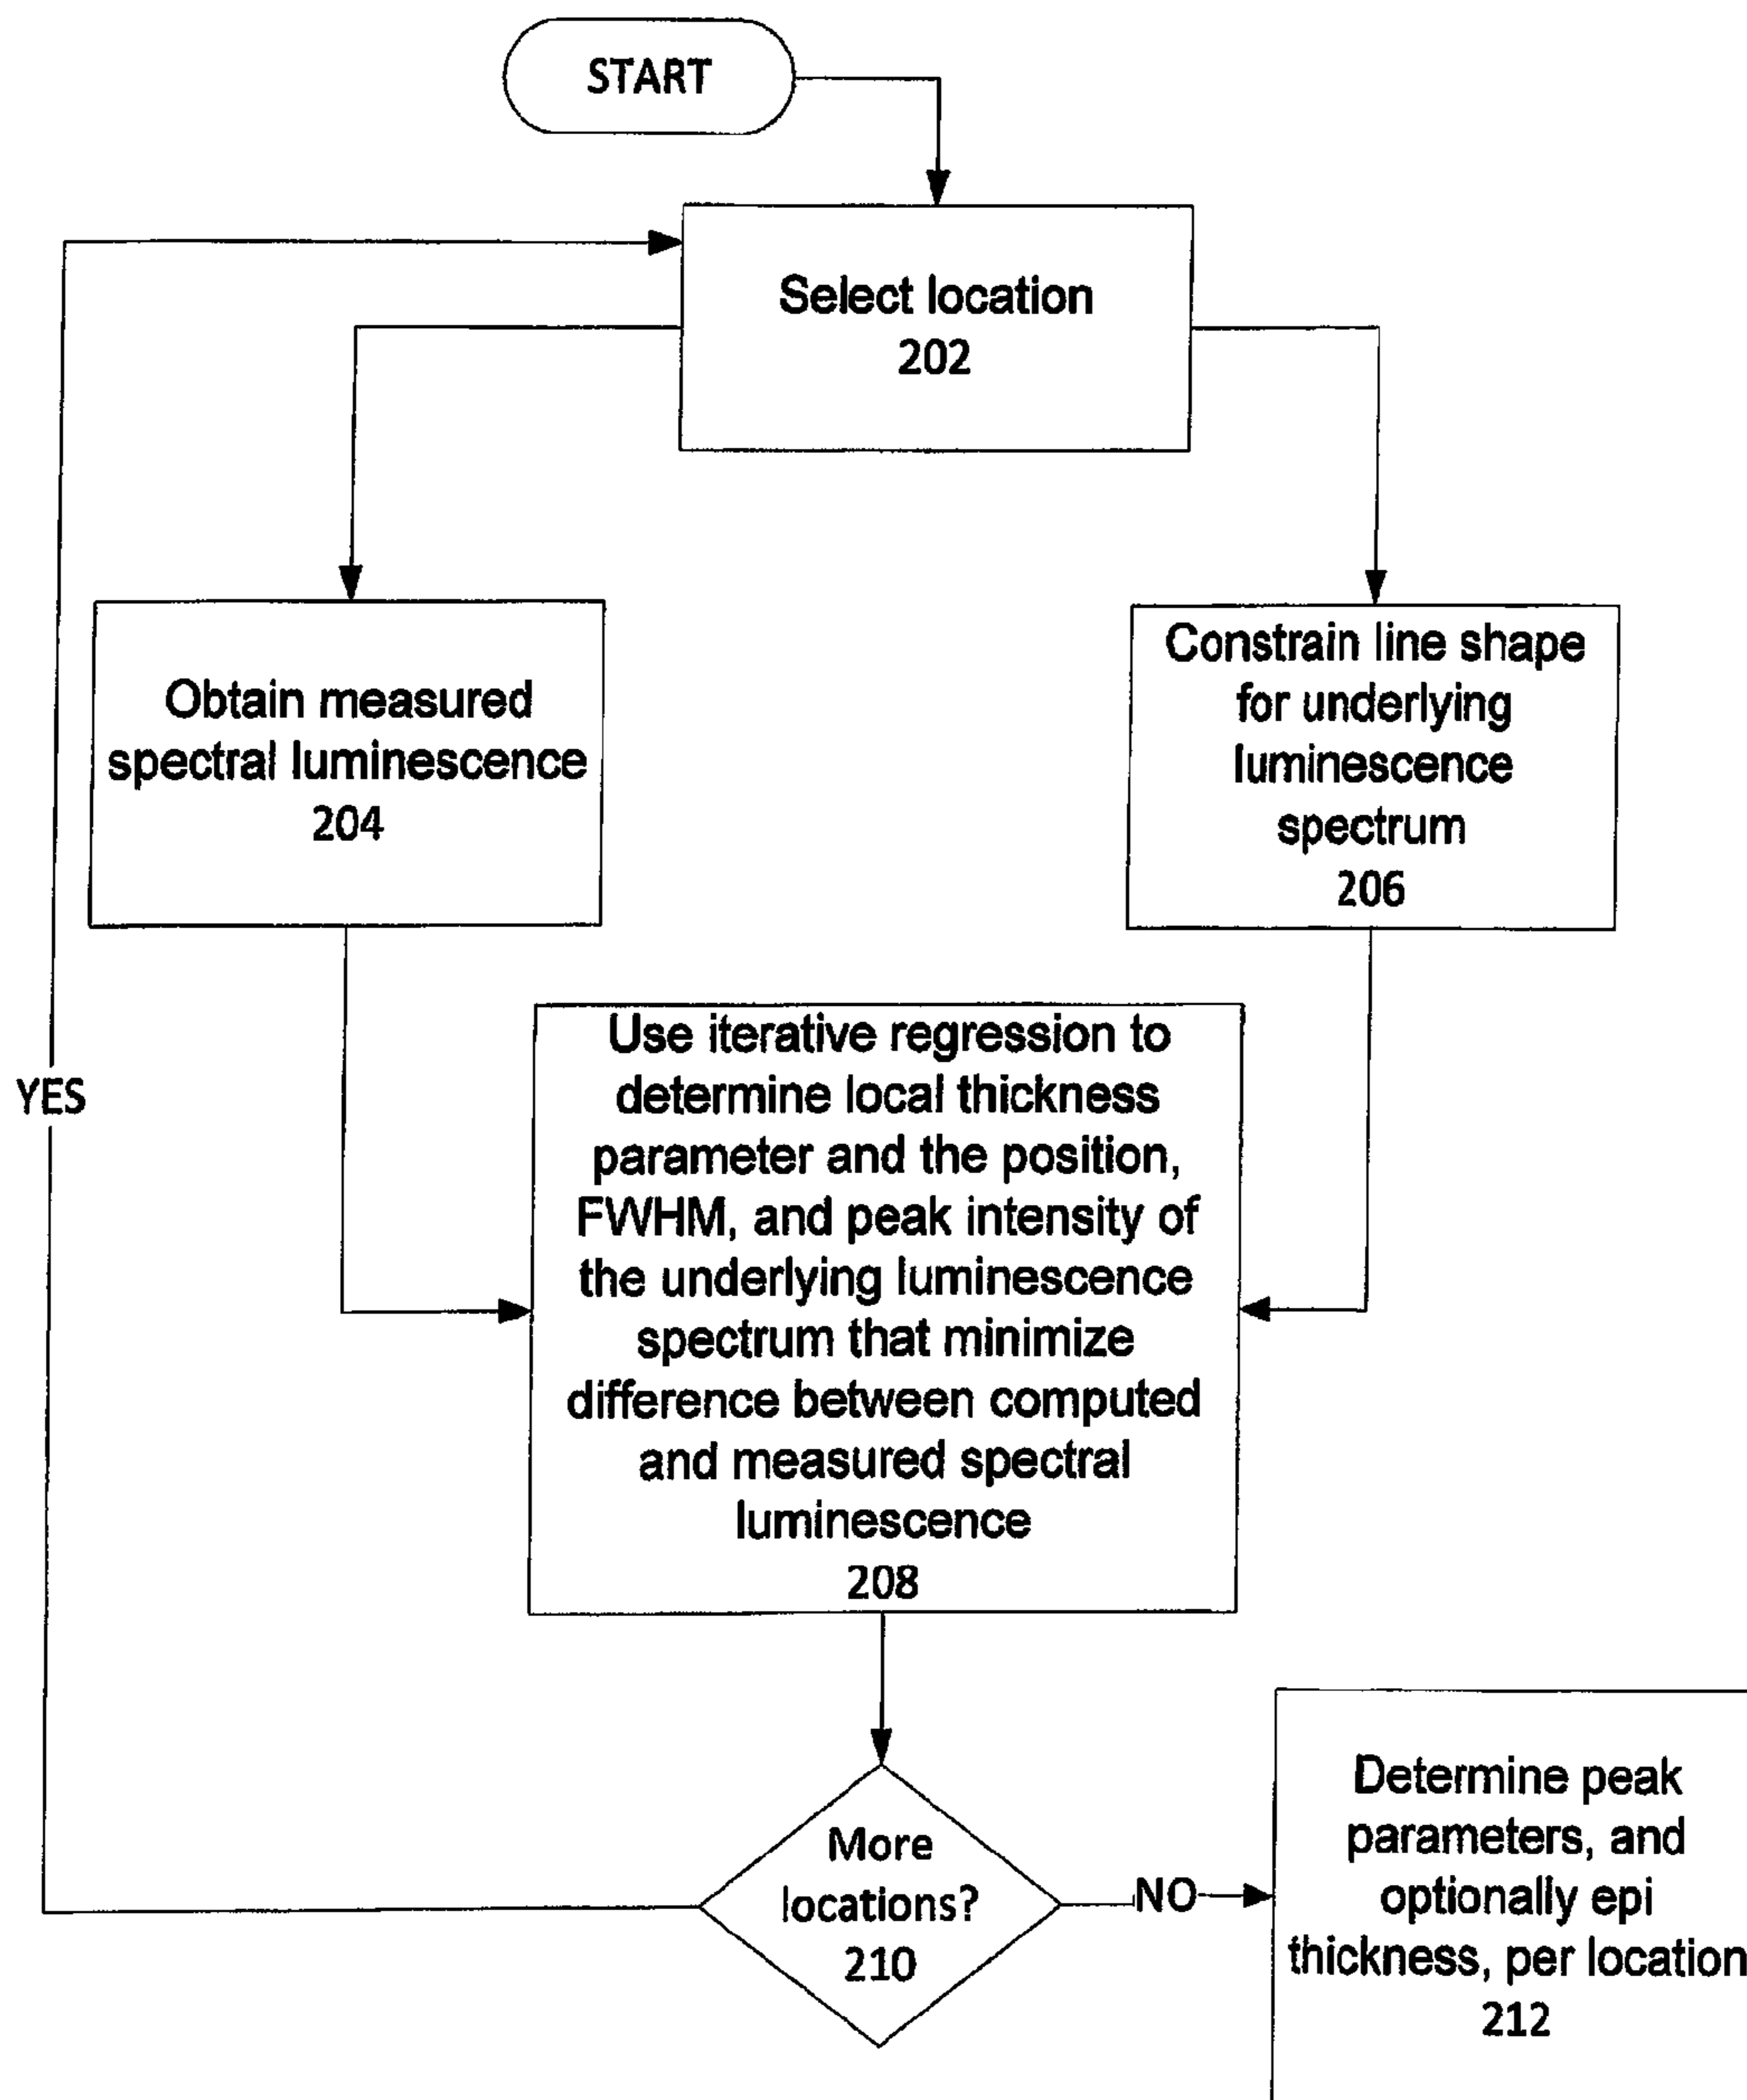 START
Select location
202
Obtain measured
spectral luminescence
204
Constrain line shape
for underlying
luminescence
spectrum
206
Use iterative regression to
determine local thickness
parameter and the position,
FWHM, and peak intensity of
the underlying luminescence
spectrum that minimize
difference between computed
and measured spectral
luminescence
208
YES
More
locations?
210
NO
Determine peak
parameters, and
optionally epi
thickness, per location
212